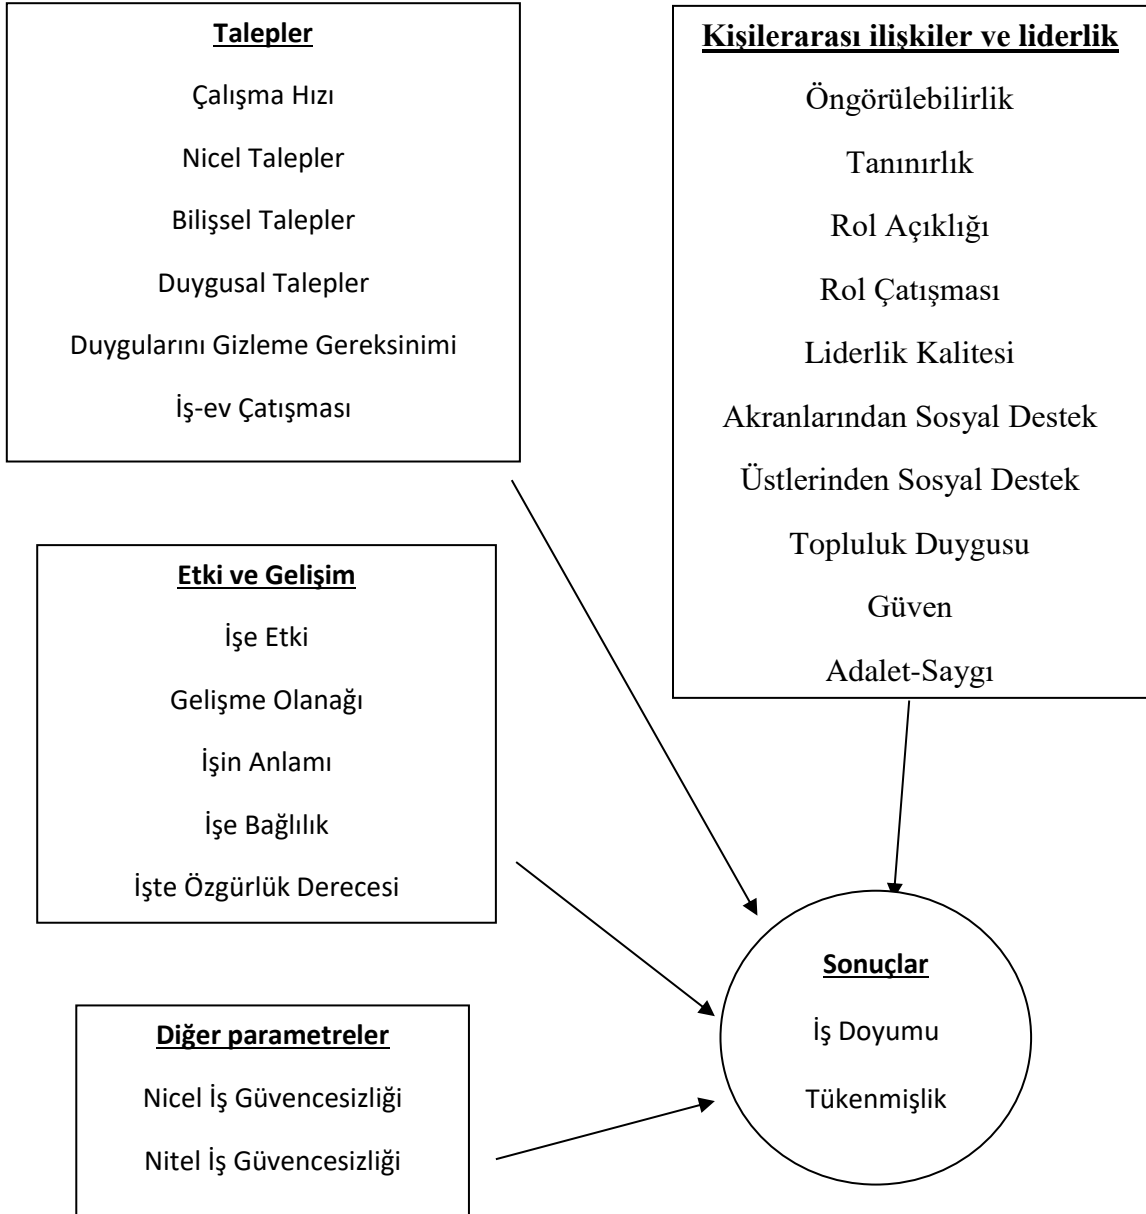 Talepler
Çalışma Hızı
Nicel Talepler
Bilişsel Talepler
Duygusal Talepler
Duygularını Gizleme Gereksinimi
İş-ev Çatışması
Kişilerarası ilişkiler ve liderlik
Öngörülebilirlik
Tanınırlık
Rol Açıklığı
Rol Çatışması
Liderlik Kalitesi
Akranlarından Sosyal Destek
Üstlerinden Sosyal Destek
Topluluk Duygusu
Güven
Adalet-Saygı
Etki ve Gelişim
İşe Etki
Gelişme Olanağı
İşin Anlamı
İşe Bağlılık
İşte Özgürlük Derecesi
Diğer parametreler
Nicel İş Güvencesizliği
Nitel İş Güvencesizliği
Sonuçlar
İş Doyumu
Tükenmişlik